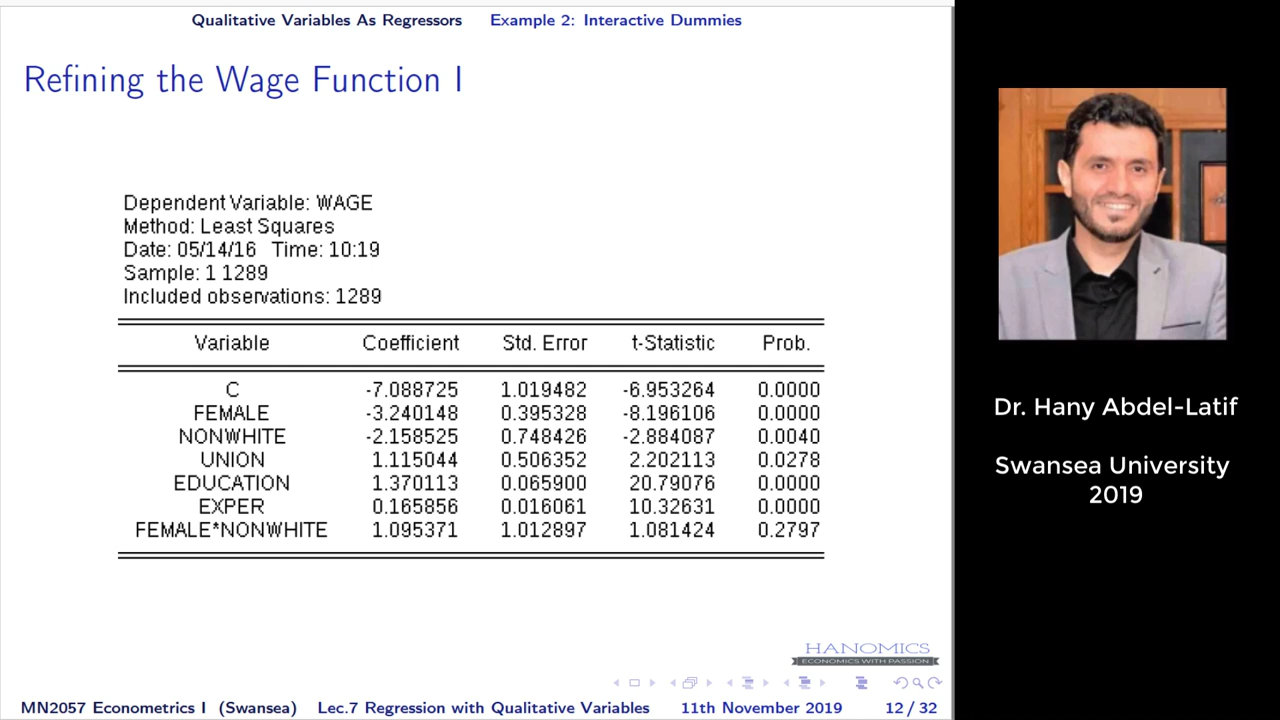 Qualitative Variables As Regressors Example 2: Interactive Dummies
Refining the Wage Function I
Dependent Variable: WAGE
Method: Least Squares
Date: 05/14/16 Time: 10:19
Sample: 1 1289
Included observations: 1289
Variable Coefficient Std. Error t-Statistic Prob.
C -7.088725 1.019482 -6.953264 0.0000
FEMALE -3.240148 0.395328 -8.196106 0.0000
NONWHITE -2.158525 0.748426 -2.884087 0.0040
UNION 1.115044 0.506352 2.202113 0.0278
EDUCATION 1.370113 0.065900 20.79076 0.0000
EXPER 0.165856 0.016061 10.32631 0.0000
FEMALE*NONWHITE 1.095371 1.012897 1.081424 0.2797
HANOMICS
ECONOMICS WITH PASSION
MN2057 Econometrics I (Swansea) Lec.7 Regression with Qualitative Variables 11th November 2019 12 / 32
Dr. Hany Abdel-Latif
Swansea University
2019